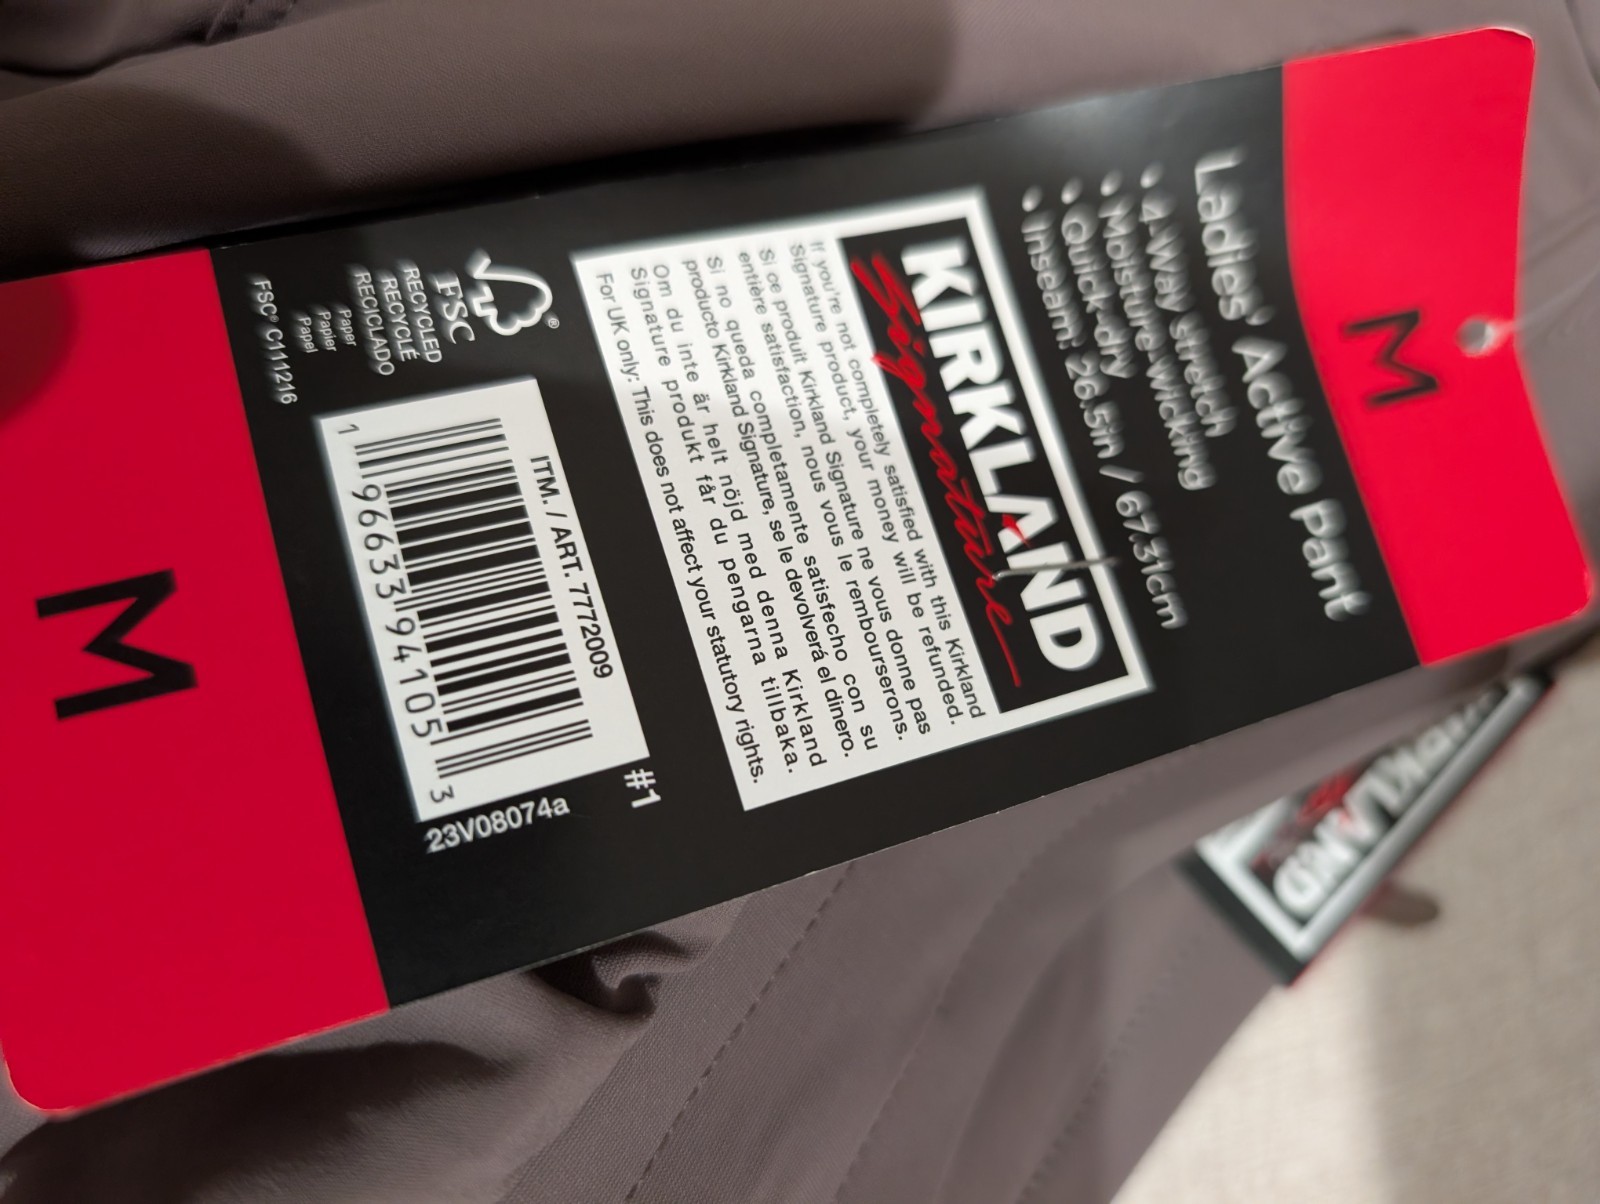 M
Ladies' Active Pant
• 4-Way stretch
• Moisture-wicking
• Quick-dry
• Inseam: 26.5in / 67.31cm
KIRKLAND
Signature
If you're not completely satisfied with this Kirkland
Signature product, your money will be refunded.
Si ce produit Kirkland Signature ne vous donne pas
entière satisfaction, nous vous le rembourserons.
Si no queda completamente satisfecho con su
producto Kirkland Signature, se le devolverá el dinero.
Om du inte är helt nöjd med denna Kirkland
Signature produkt får du pengarna tillbaka.
For UK only: This does not affect your statutory rights.
®
FSC
RECYCLED
RECYCLÉ
RECICLADO
Paper
Papier
Papel
FSC® C111216
#1
ITM. / ART. 7772009
1 96633 94105 3
23V08074a
M
KIRKLAND